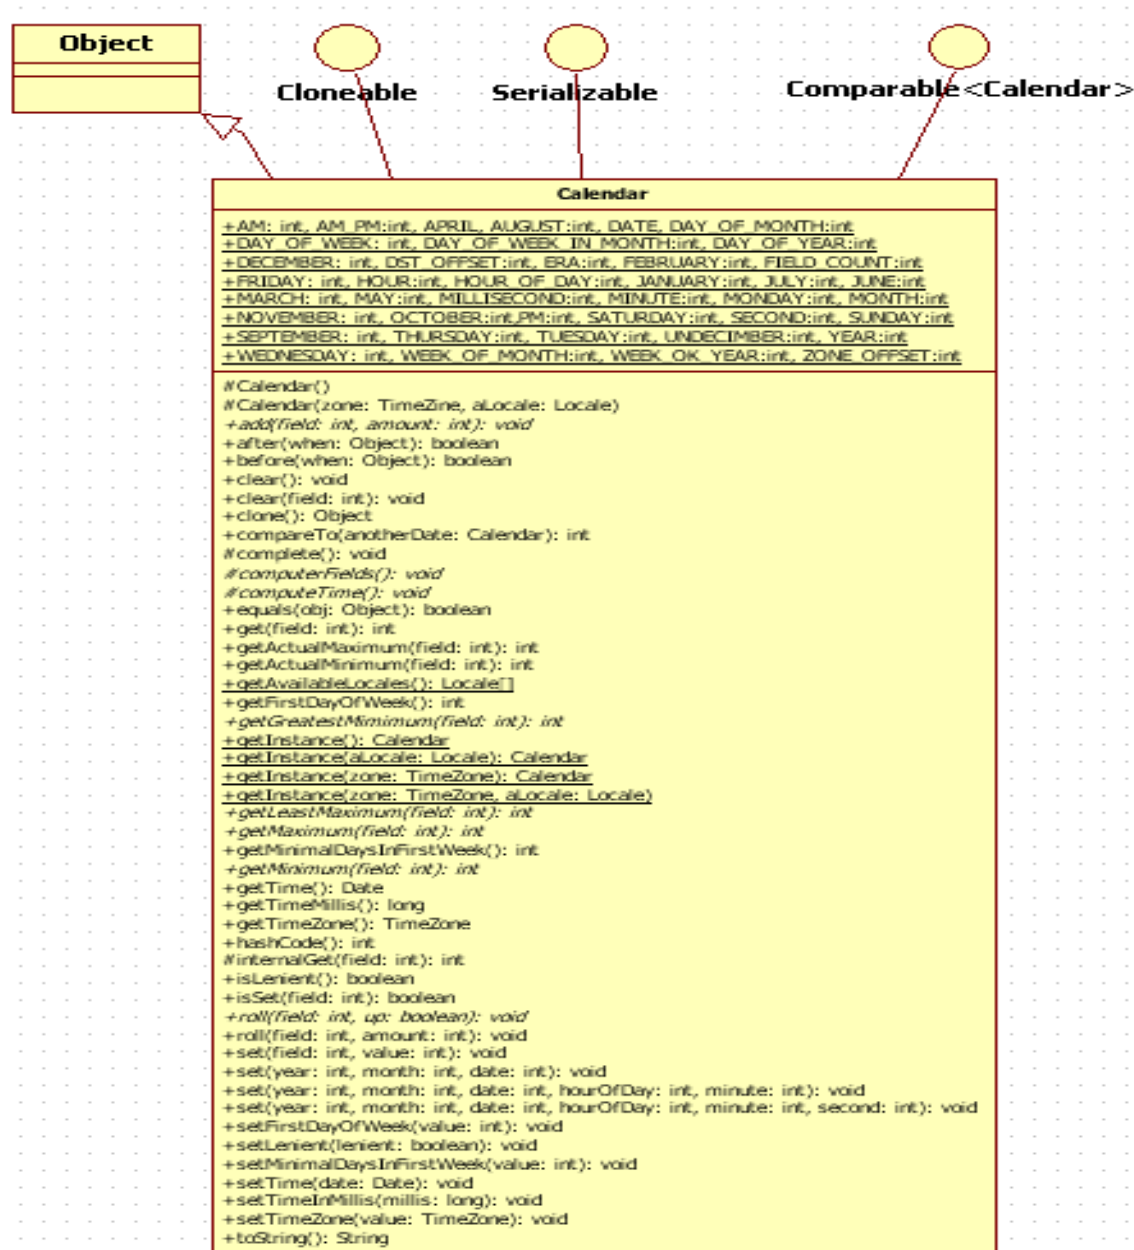 Object
Cloneable
Serializable
Comparable<Calendar>
Calendar
+AM: int, AM_PM:int, APRIL, AUGUST:int, DATE, DAY_OF_MONTH:int
+DAY_OF_WEEK: int, DAY_OF_WEEK_IN_MONTH:int, DAY_OF_YEAR:int
+DECEMBER: int, DST_OFFSET:int, ERA:int, FEBRUARY:int, FIELD_COUNT:int
+FRIDAY: int, HOUR:int, HOUR_OF_DAY:int, JANUARY:int, JULY:int, JUNE:int
+MARCH: int, MAY:int, MILLISECOND:int, MINUTE:int, MONDAY:int, MONTH:int
+NOVEMBER: int, OCTOBER:int,PM:int, SATURDAY:int, SECOND:int, SUNDAY:int
+SEPTEMBER: int, THURSDAY:int, TUESDAY:int, UNDECIMBER:int, YEAR:int
+WEDNESDAY: int, WEEK_OF_MONTH:int, WEEK_OK_YEAR:int, ZONE_OFFSET:int
#Calendar()
#Calendar(zone: TimeZine, aLocale: Locale)
+add(field: int, amount: int): void
+after(when: Object): boolean
+before(when: Object): boolean
+clear(): void
+clear(field: int): void
+clone(): Object
+compareTo(anotherDate: Calendar): int
#complete(): void
#computerFields(): void
#computeTime(): void
+equals(obj: Object): boolean
+get(field: int): int
+getActualMaximum(field: int): int
+getActualMinimum(field: int): int
+getAvailableLocales(): Locale[]
+getFirstDayOfWeek(): int
+getGreatestMimimum(field: int): int
+getInstance(): Calendar
+getInstance(aLocale: Locale): Calendar
+getInstance(zone: TimeZone): Calendar
+getInstance(zone: TimeZone, aLocale: Locale)
+getLeastMaximum(field: int): int
+getMaximum(field: int): int
+getMinimalDaysInFirstWeek(): int
+getMinimum(field: int): int
+getTime(): Date
+getTimeMillis(): long
+getTimeZone(): TimeZone
+hashCode(): int
#internalGet(field: int): int
+isLenient(): boolean
+isSet(field: int): boolean
+roll(field: int, up: boolean): void
+roll(field: int, amount: int): void
+set(field: int, value: int): void
+set(year: int, month: int, date: int): void
+set(year: int, month: int, date: int, hourOfDay: int, minute: int): void
+set(year: int, month: int, date: int, hourOfDay: int, minute: int, second: int): void
+setFirstDayOfWeek(value: int): void
+setLenient(lenient: boolean): void
+setMinimalDaysInFirstWeek(value: int): void
+setTime(date: Date): void
+setTimeInMillis(millis: long): void
+setTimeZone(value: TimeZone): void
+toString(): String